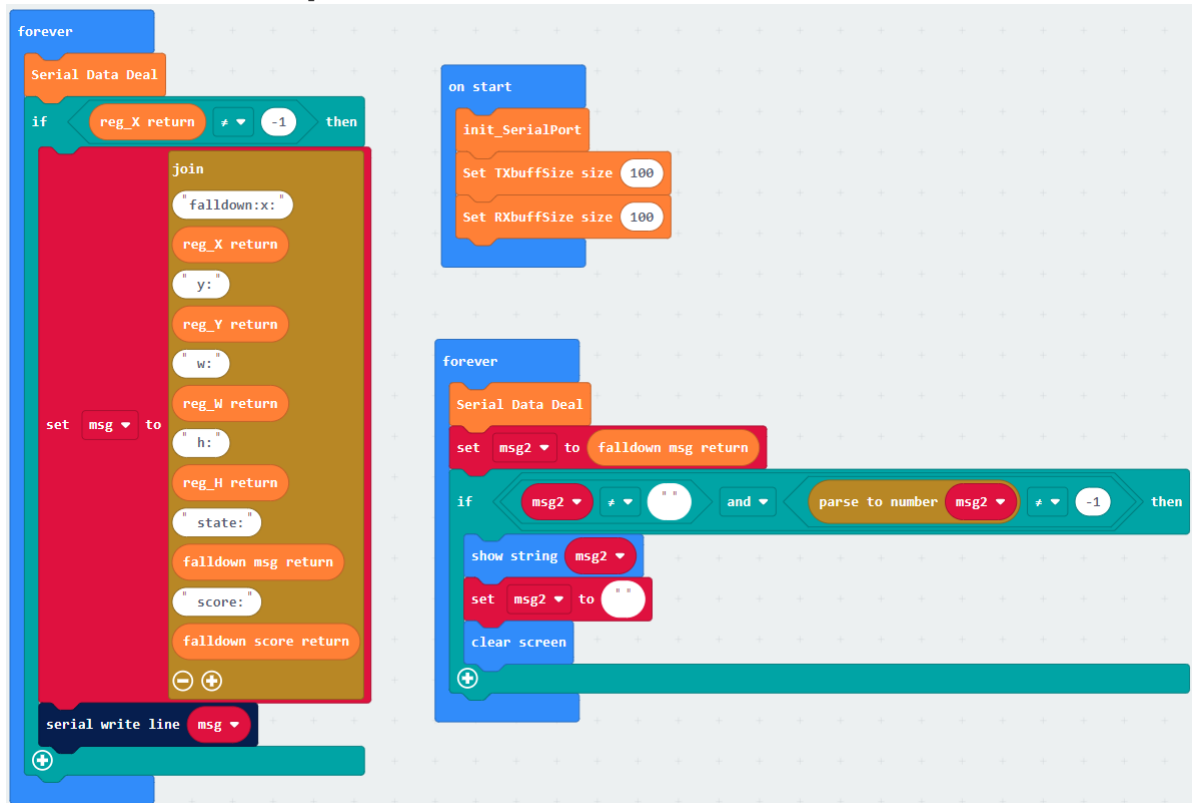 forever
Serial Data Deal
if reg_X return ≠ -1 then
set msg to
join
"falldown:x:"
reg_X return
" y:"
reg_Y return
" w:"
reg_W return
" h:"
reg_H return
" state:"
falldown msg return
" score:"
falldown score return
serial write line msg
on start
init_SerialPort
Set TXbuffSize size 100
Set RXbuffSize size 100
forever
Serial Data Deal
set msg2 to falldown msg return
if msg2 ≠ " " and parse to number msg2 ≠ -1 then
show string msg2
set msg2 to " "
clear screen